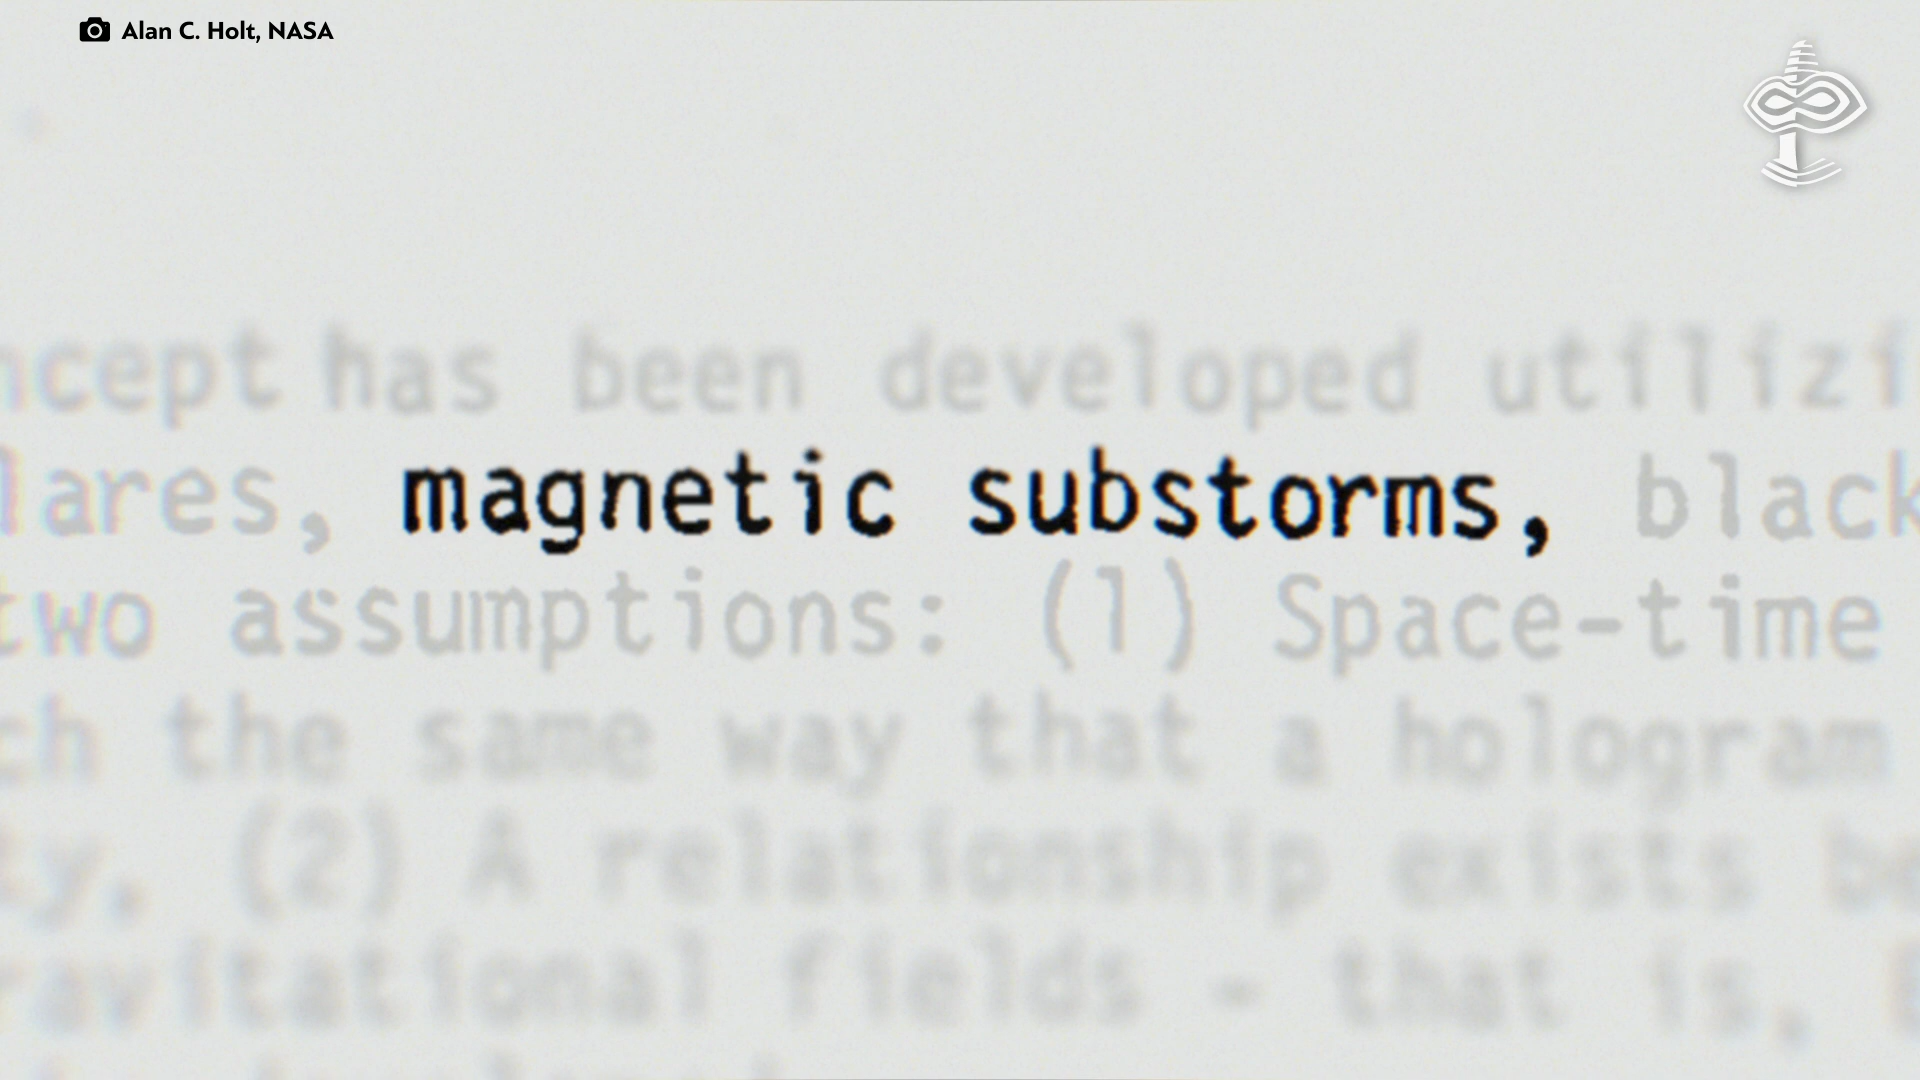 Alan C. Holt, NASA
ncept has been developed utilizi
lares, magnetic substorms, black
two assumptions: (1) Space-time
ch the same way that a hologram
ty. (2) A relationship exists be
ravitational fields - that is, E